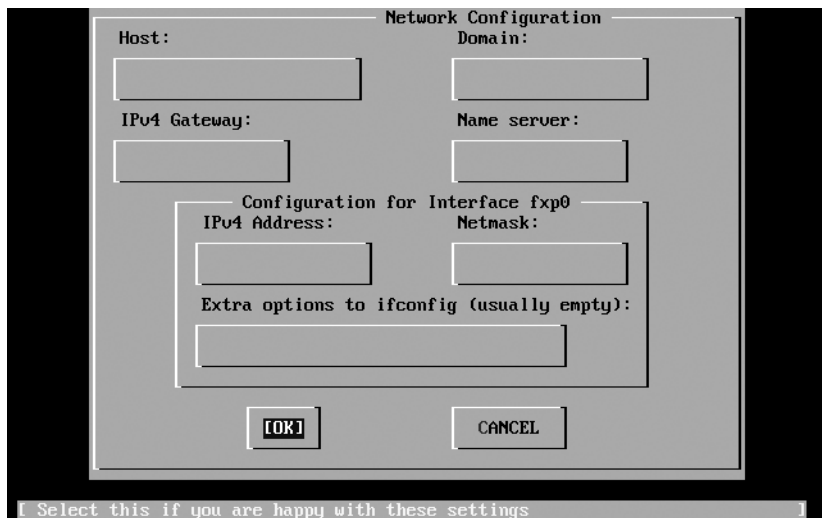 Network Configuration
Host: Domain:
IPv4 Gateway: Name server:
Configuration for Interface fxp0
IPv4 Address: Netmask:
Extra options to ifconfig (usually empty):
[OK] CANCEL
[ Select this if you are happy with these settings ]